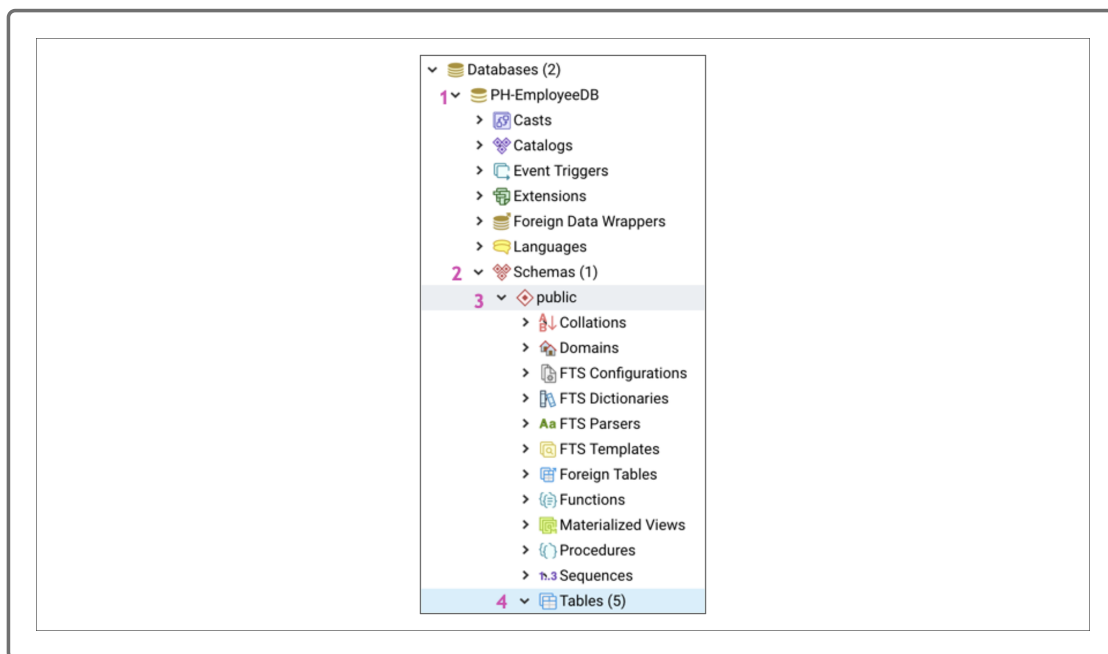 Databases (2)
1 PH-EmployeeDB
Casts
Catalogs
Event Triggers
Extensions
Foreign Data Wrappers
Languages
2 Schemas (1)
3 public
Collations
Domains
FTS Configurations
FTS Dictionaries
Aa FTS Parsers
FTS Templates
Foreign Tables
Functions
Materialized Views
Procedures
1..3 Sequences
4 Tables (5)